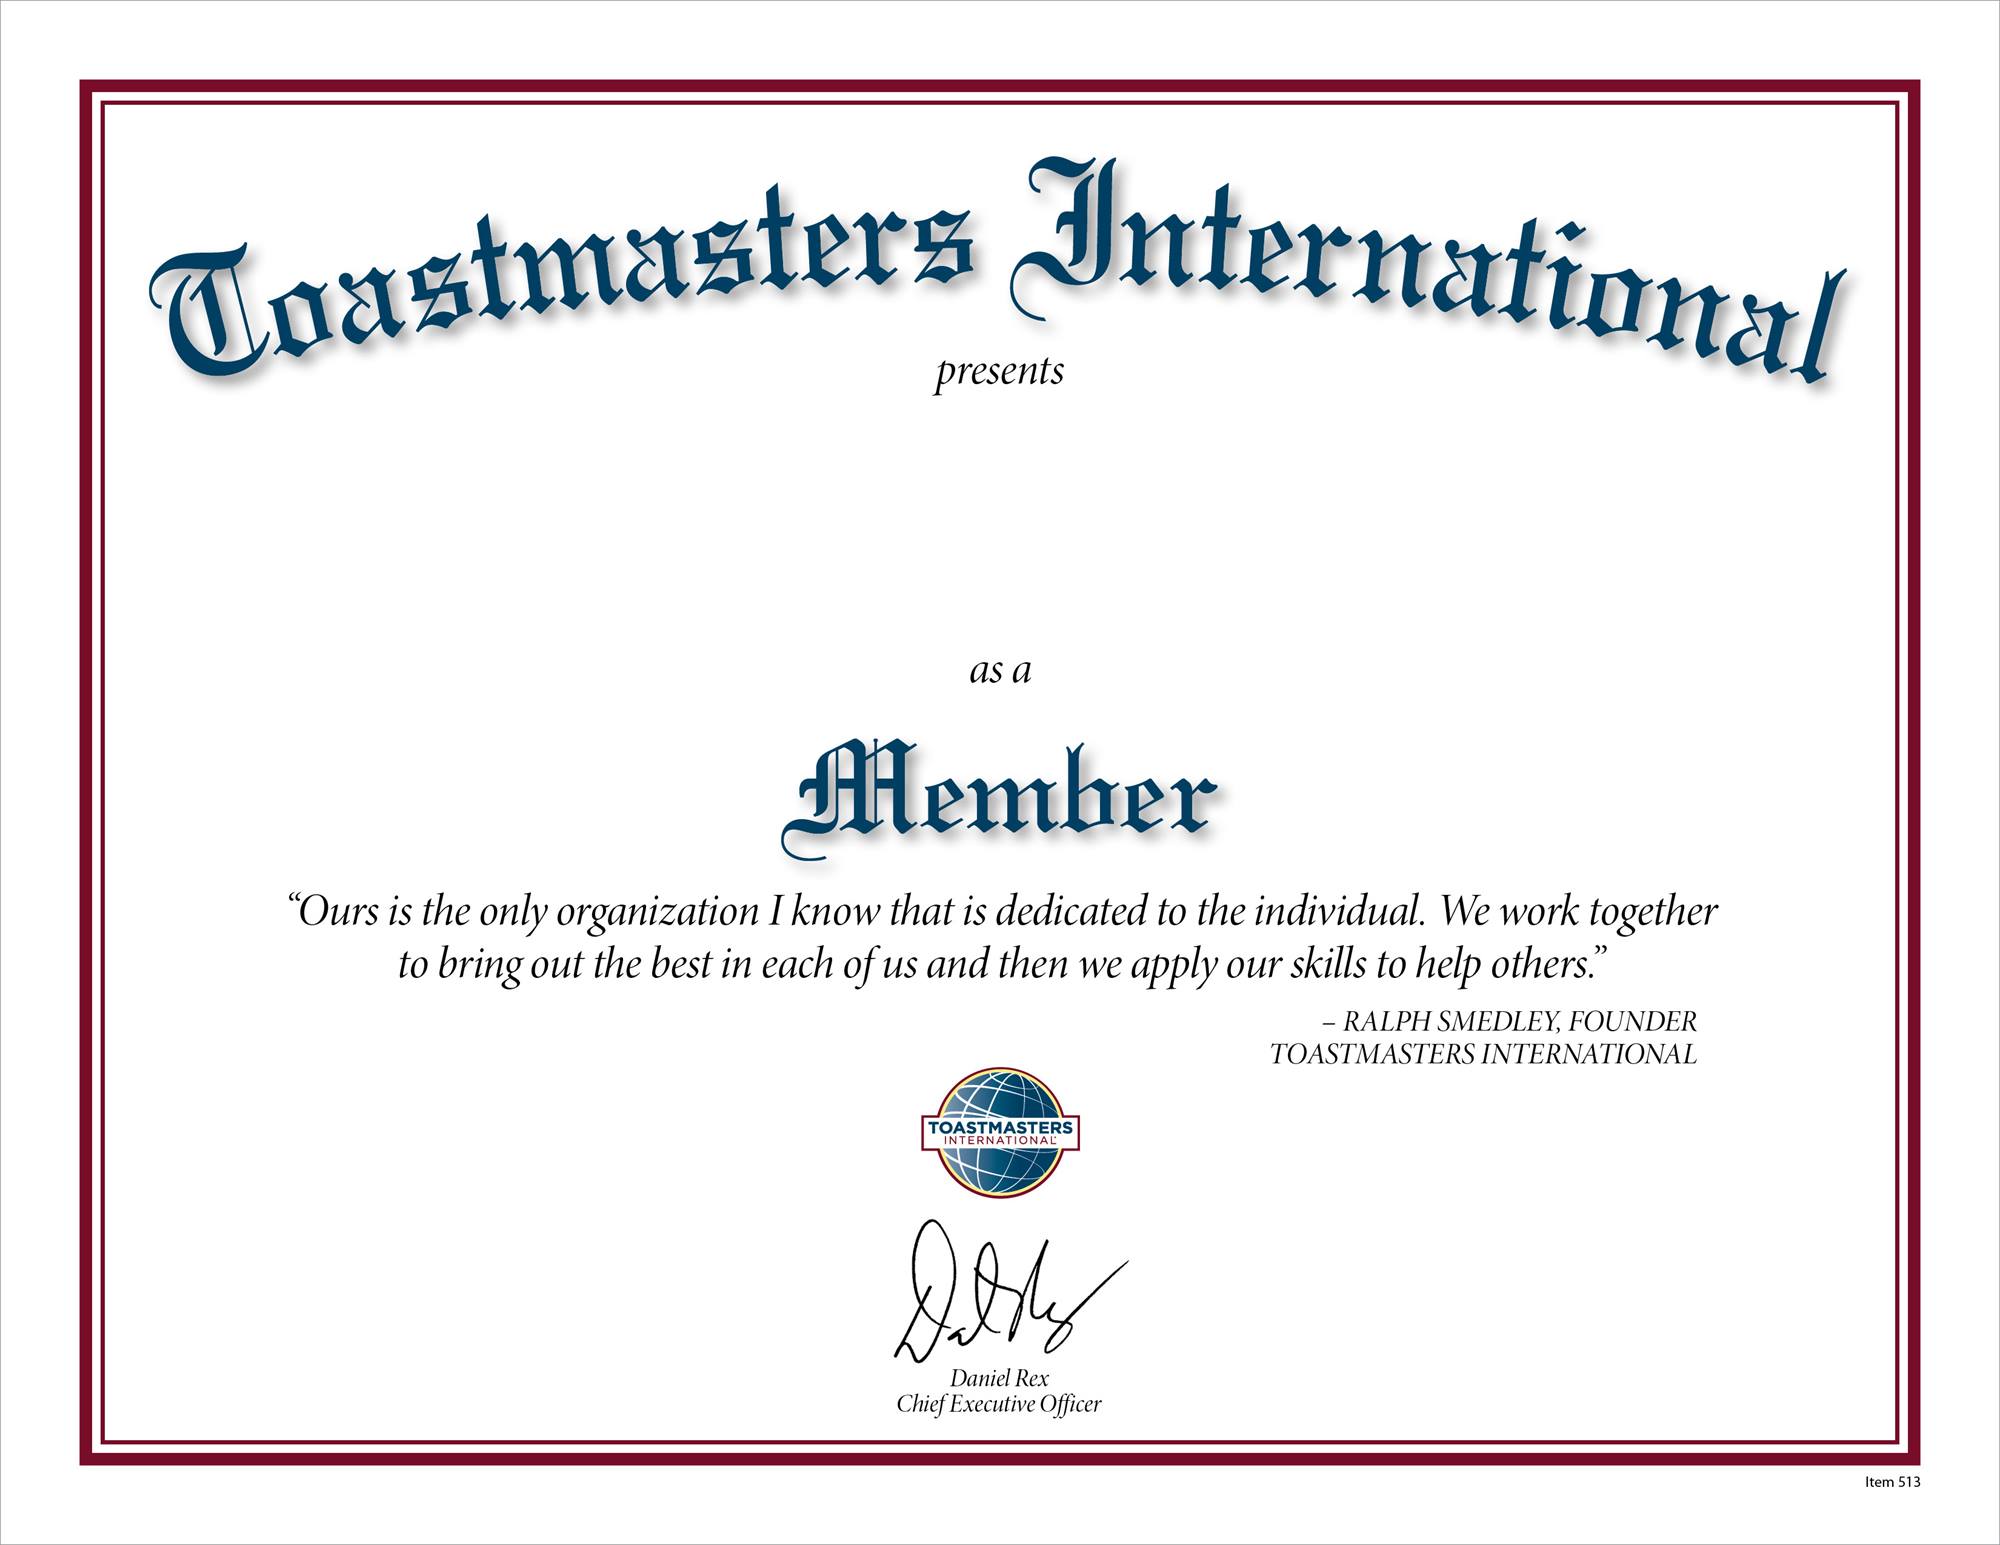 Toastmasters International
presents
as a
Member
“Ours is the only organization I know that is dedicated to the individual. We work together
to bring out the best in each of us and then we apply our skills to help others.”
– RALPH SMEDLEY, FOUNDER
TOASTMASTERS INTERNATIONAL
TOASTMASTERS
INTERNATIONAL
Daniel Rex
Chief Executive Officer
Item 513